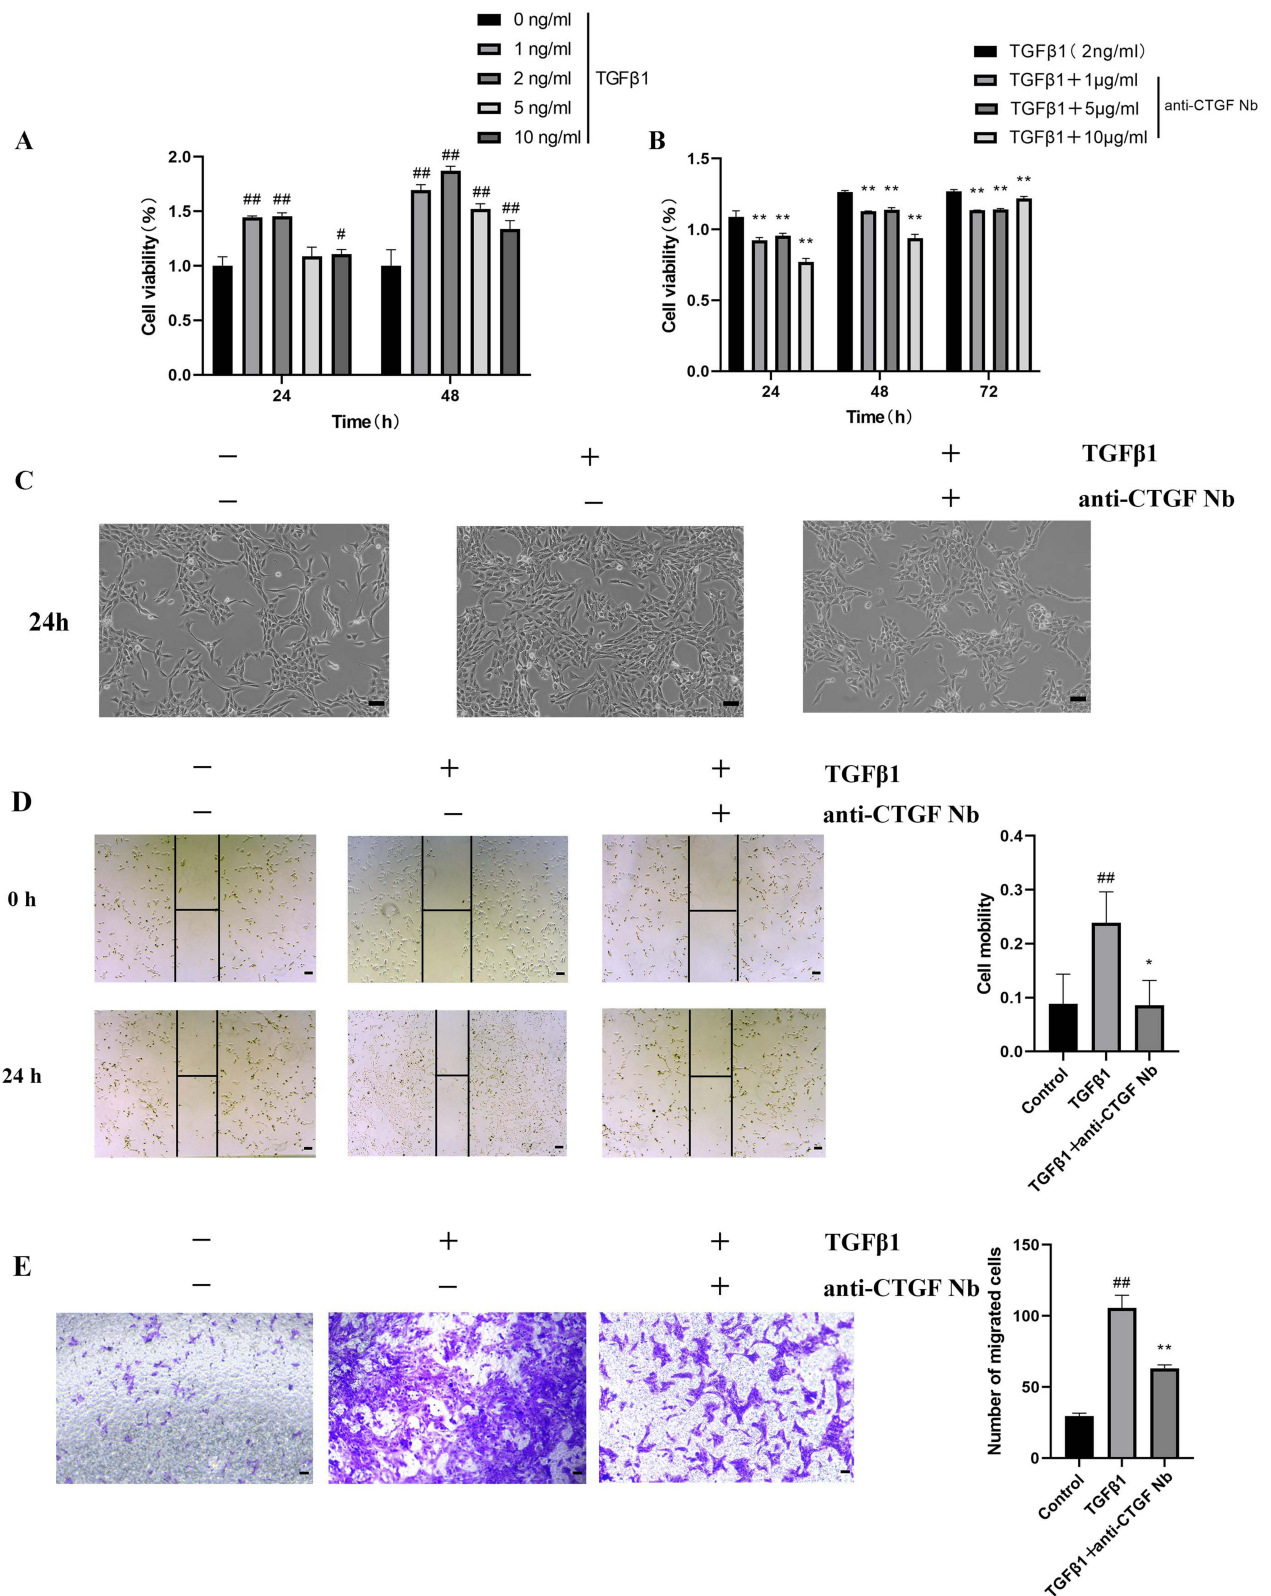 0 ng/ml
1 ng/ml
2 ng/ml
5 ng/ml
10 ng/ml
TGFβ1
TGFβ1（2ng/ml）
TGFβ1＋1μg/ml
TGFβ1＋5μg/ml
TGFβ1＋10μg/ml
anti-CTGF Nb
A
Cell viability（%）
2.0
1.5
1.0
0.5
0.0
## ## #
## ## ## ##
24 48
Time（h）
B
Cell viability（%）
1.5
1.0
0.5
0.0
** ** **
** ** **
** ** **
24 48 72
Time（h）
C
－ ＋ ＋ TGFβ1
－ － ＋ anti-CTGF Nb
24h
D
－ ＋ ＋ TGFβ1
－ － ＋ anti-CTGF Nb
0 h
24 h
Cell mobility
0.4
0.3
0.2
0.1
0.0
##
*
Control
TGFβ1
TGFβ1＋anti-CTGF Nb
E
－ ＋ ＋ TGFβ1
－ － ＋ anti-CTGF Nb
Number of migrated cells
150
100
50
0
##
**
Control
TGFβ1
TGFβ1＋anti-CTGF Nb